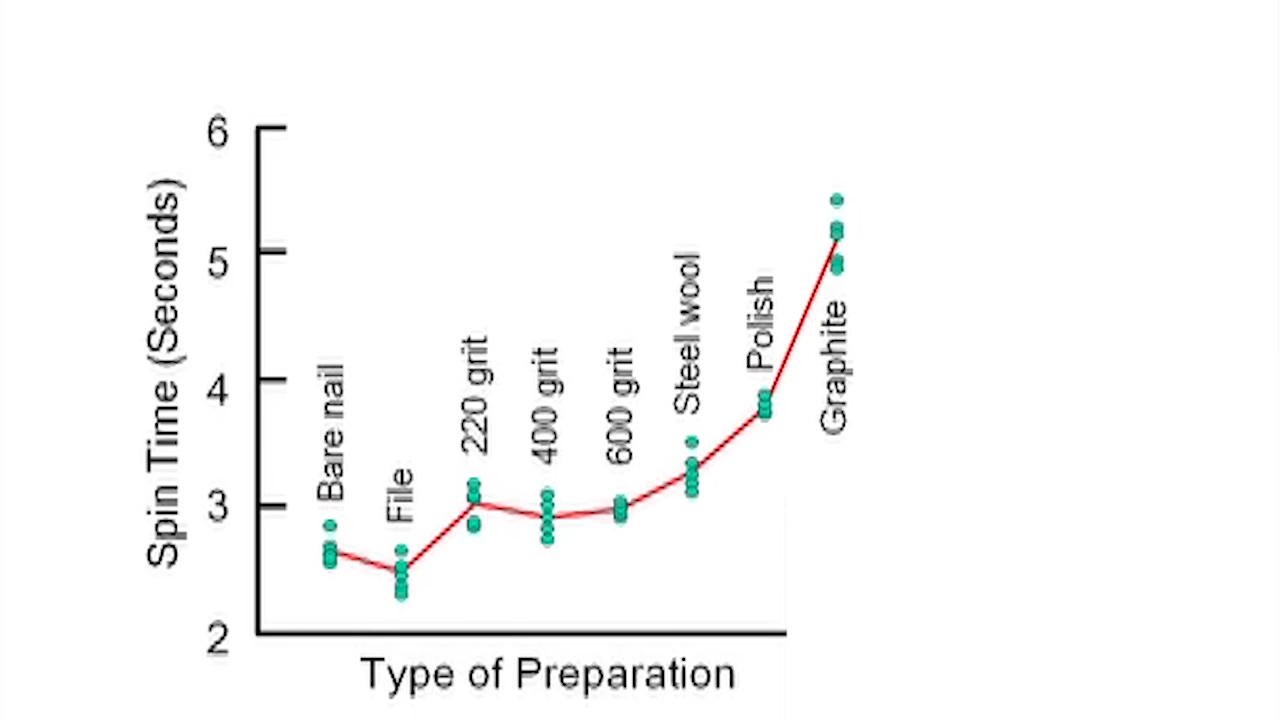 6
5
4
3
2
Spin Time (Seconds)
Bare nail
File
220 grit
400 grit
600 grit
Steel wool
Polish
Graphite
Type of Preparation